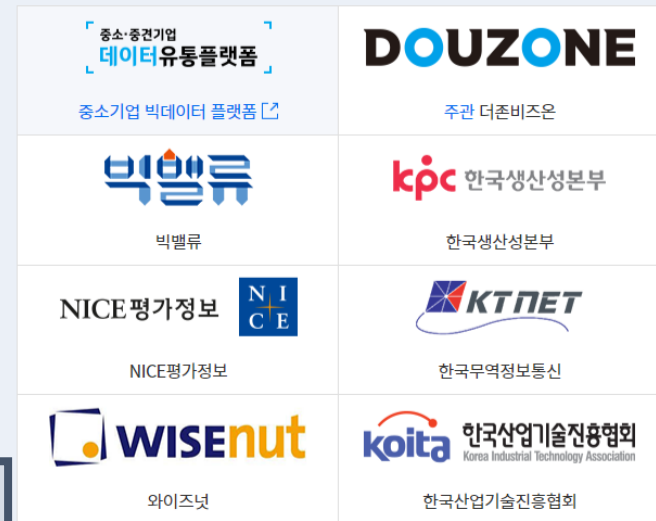 중소·중견기업
데이터유통플랫폼
중소기업 빅데이터 플랫폼
DOUZONE
주관 더존비즈온
빅밸류
빅밸류
kpc 한국생산성본부
한국생산성본부
NICE평가정보
N I
C E
NICE평가정보
KTNET
한국무역정보통신
WISEnut
와이즈넛
koita 한국산업기술진흥협회
Korea Industrial Technology Association
한국산업기술진흥협회